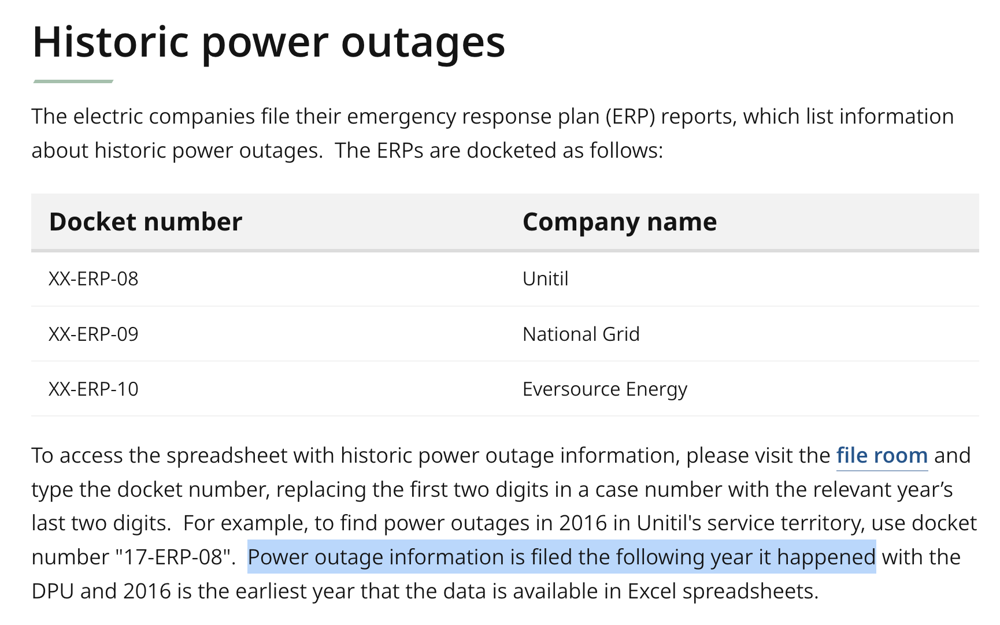 Historic power outages
The electric companies file their emergency response plan (ERP) reports, which list information
about historic power outages.  The ERPs are docketed as follows:
Docket number Company name
XX-ERP-08 Unitil
XX-ERP-09 National Grid
XX-ERP-10 Eversource Energy
To access the spreadsheet with historic power outage information, please visit the file room and
type the docket number, replacing the first two digits in a case number with the relevant year’s
last two digits.  For example, to find power outages in 2016 in Unitil's service territory, use docket
number "17-ERP-08".  Power outage information is filed the following year it happened with the
DPU and 2016 is the earliest year that the data is available in Excel spreadsheets.